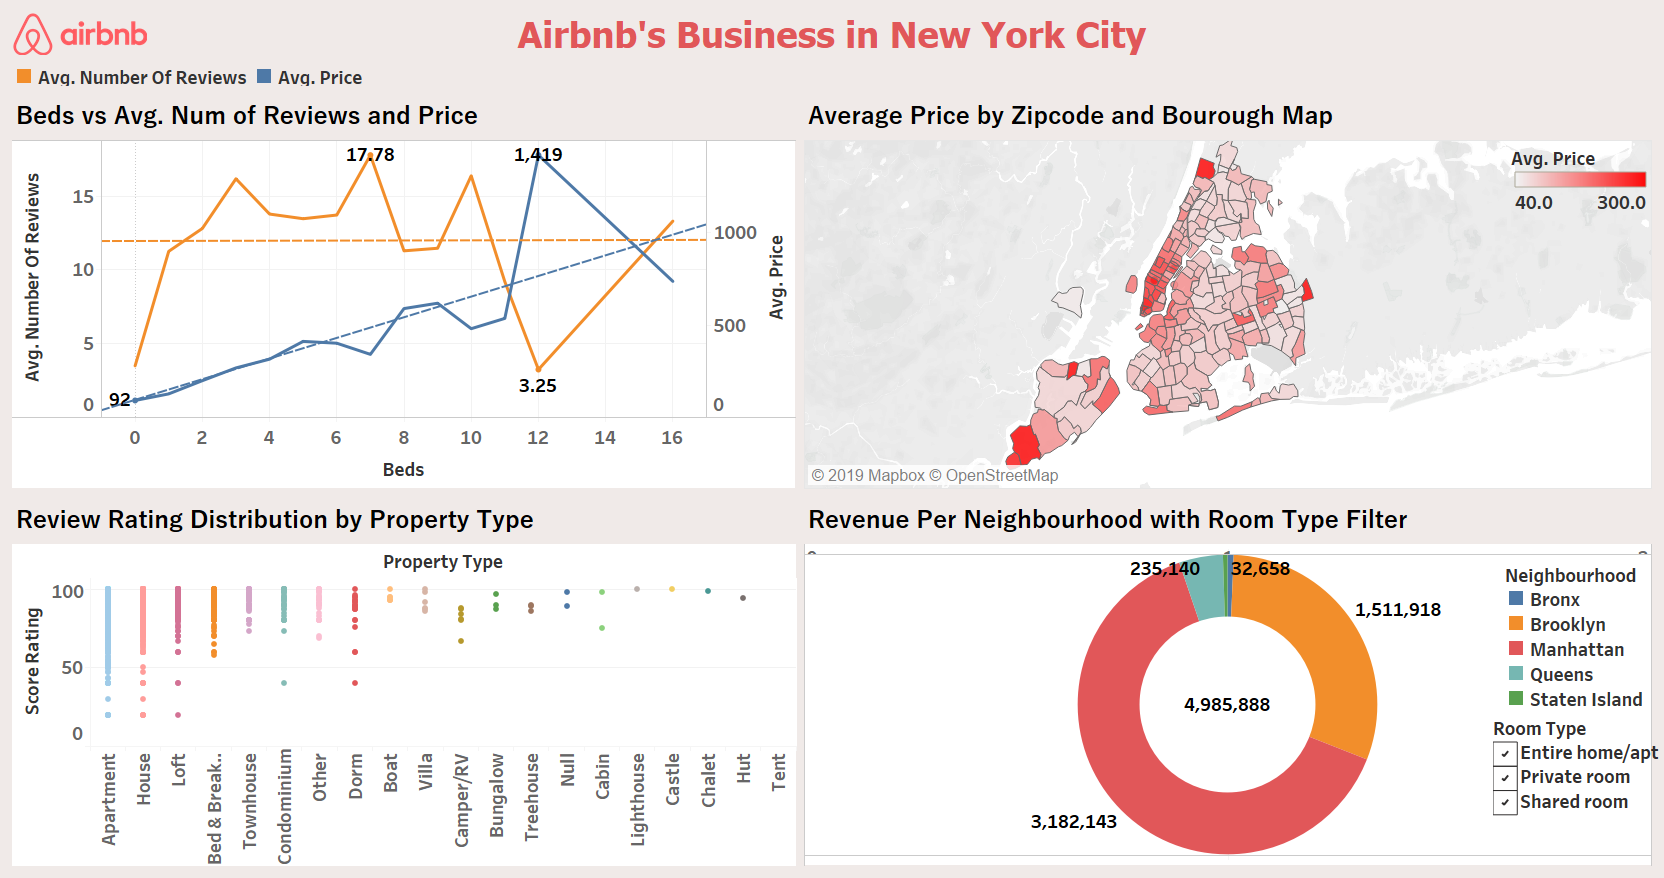 airbnb
Airbnb's Business in New York City
Avg. Number Of Reviews
Avg. Price
Beds vs Avg. Num of Reviews and Price
Avg. Number Of Reviews
15
10
5
0
17.78
1,419
92
3.25
1000
500
0
Avg. Price
0 2 4 6 8 10 12 14 16
Beds
Average Price by Zipcode and Bourough Map
Avg. Price
40.0 300.0
© 2019 Mapbox © OpenStreetMap
Review Rating Distribution by Property Type
Property Type
Score Rating
100
50
0
Apartment
House
Loft
Bed & Break..
Townhouse
Condominium
Other
Dorm
Boat
Villa
Camper/RV
Bungalow
Treehouse
Null
Cabin
Lighthouse
Castle
Chalet
Hut
Tent
Revenue Per Neighbourhood with Room Type Filter
235,140
32,658
1,511,918
4,985,888
3,182,143
Neighbourhood
Bronx
Brooklyn
Manhattan
Queens
Staten Island
Room Type
Entire home/apt
Private room
Shared room